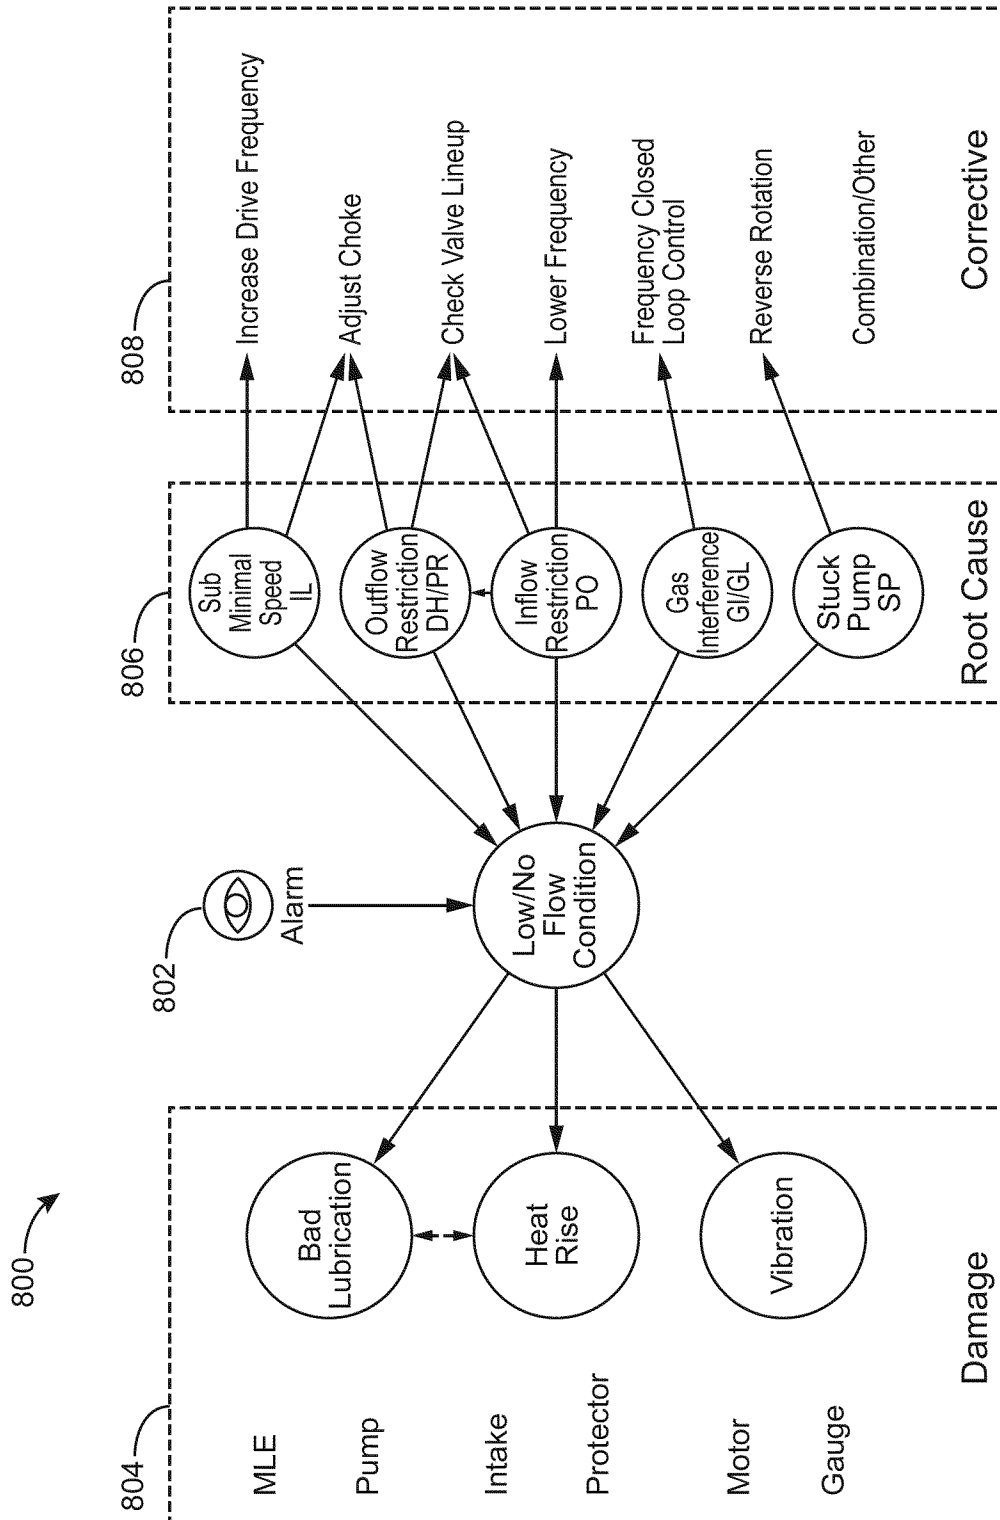 800
804
MLE
Pump
Intake
Protector
Motor
Gauge
Bad
Lubrication
Heat
Rise
Vibration
Damage
802
Alarm
Low/No
Flow
Condition
806
Sub
Minimal
Speed
IL
Outflow
Restriction
DH/PR
Inflow
Restriction
PO
Gas
Interference
GI/GL
Stuck
Pump
SP
Root Cause
808
Increase Drive Frequency
Adjust Choke
Check Valve Lineup
Lower Frequency
Frequency Closed
Loop Control
Reverse Rotation
Combination/Other
Corrective